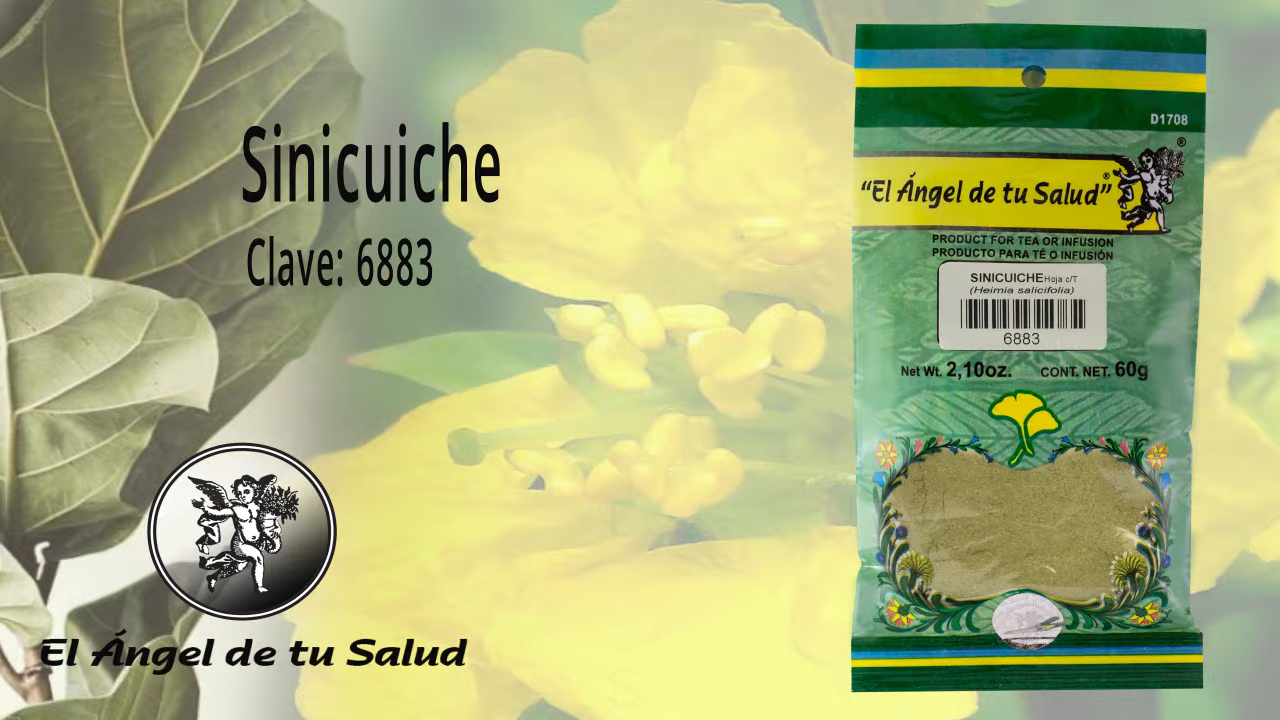 Sinicuiche
Clave: 6883
El Ángel de tu Salud
D1708
®
“El Ángel de tu Salud”®
PRODUCT FOR TEA OR INFUSION
PRODUCTO PARA TÉ O INFUSIÓN
SINICUICHE Hoja c/T
(Heimia salicifolia)
6883
Net Wt. 2,10oz. CONT. NET. 60g